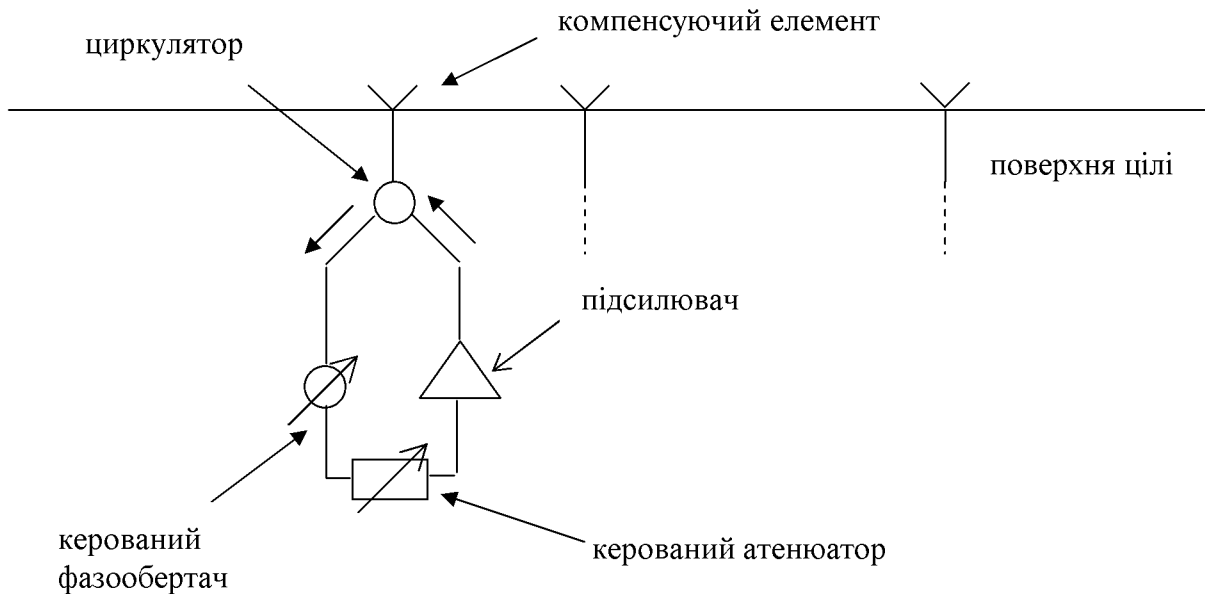 компенсуючий елемент
циркулятор
поверхня цілі
підсилювач
керований
фазообертач
керований атенюатор